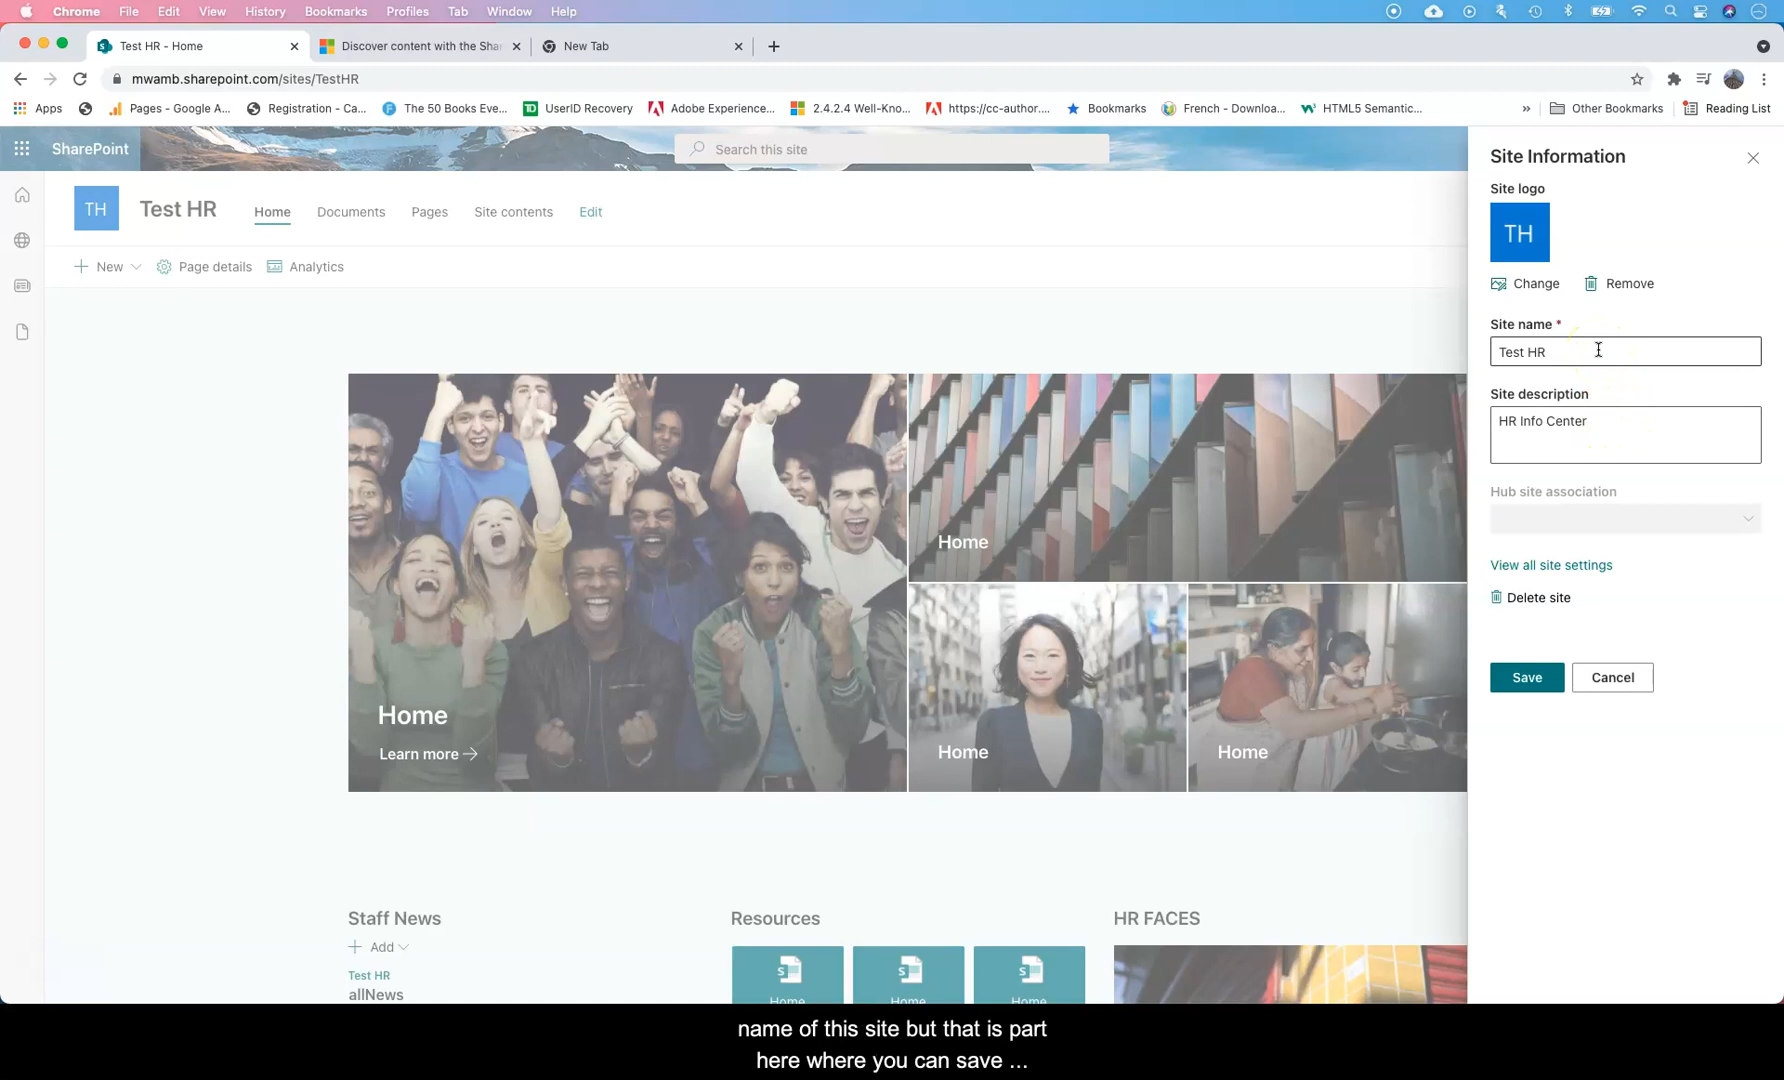 Chrome File Edit View History Bookmarks Profiles Tab Window Help
Test HR - Home
Discover content with the Sha
New Tab
mwamb.sharepoint.com/sites/TestHR
Apps
Pages - Google A...
Registration - Ca...
The 50 Books Eve...
UserID Recovery
Adobe Experience...
2.4.2.4 Well-Kno...
https://cc-author....
Bookmarks
French - Downloa...
HTML5 Semantic...
»
Other Bookmarks
Reading List
SharePoint
Search this site
TH
Test HR
Home
Documents
Pages
Site contents
Edit
New
Page details
Analytics
Home
Learn more
Home
Home
Home
Staff News
Add
Test HR
allNews
Resources
Home
Home
Home
HR FACES
Site Information
Site logo
TH
Change
Remove
Site name *
Test HR
Site description
HR Info Center
Hub site association
View all site settings
Delete site
Save
Cancel
name of this site but that is part
here where you can save ...